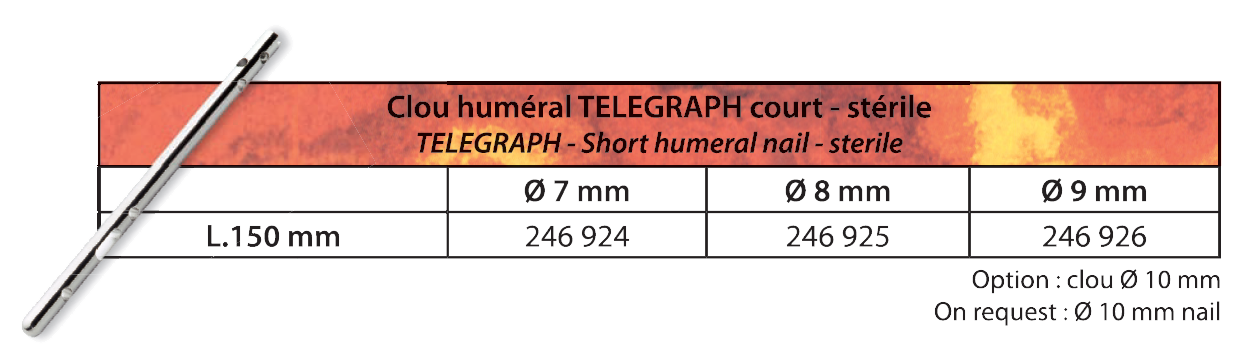 Clou huméral TELEGRAPH court - stérile
TELEGRAPH - Short humeral nail - sterile
Ø 7 mm Ø 8 mm Ø 9 mm
L.150 mm 246 924 246 925 246 926
Option : clou Ø 10 mm
On request : Ø 10 mm nail